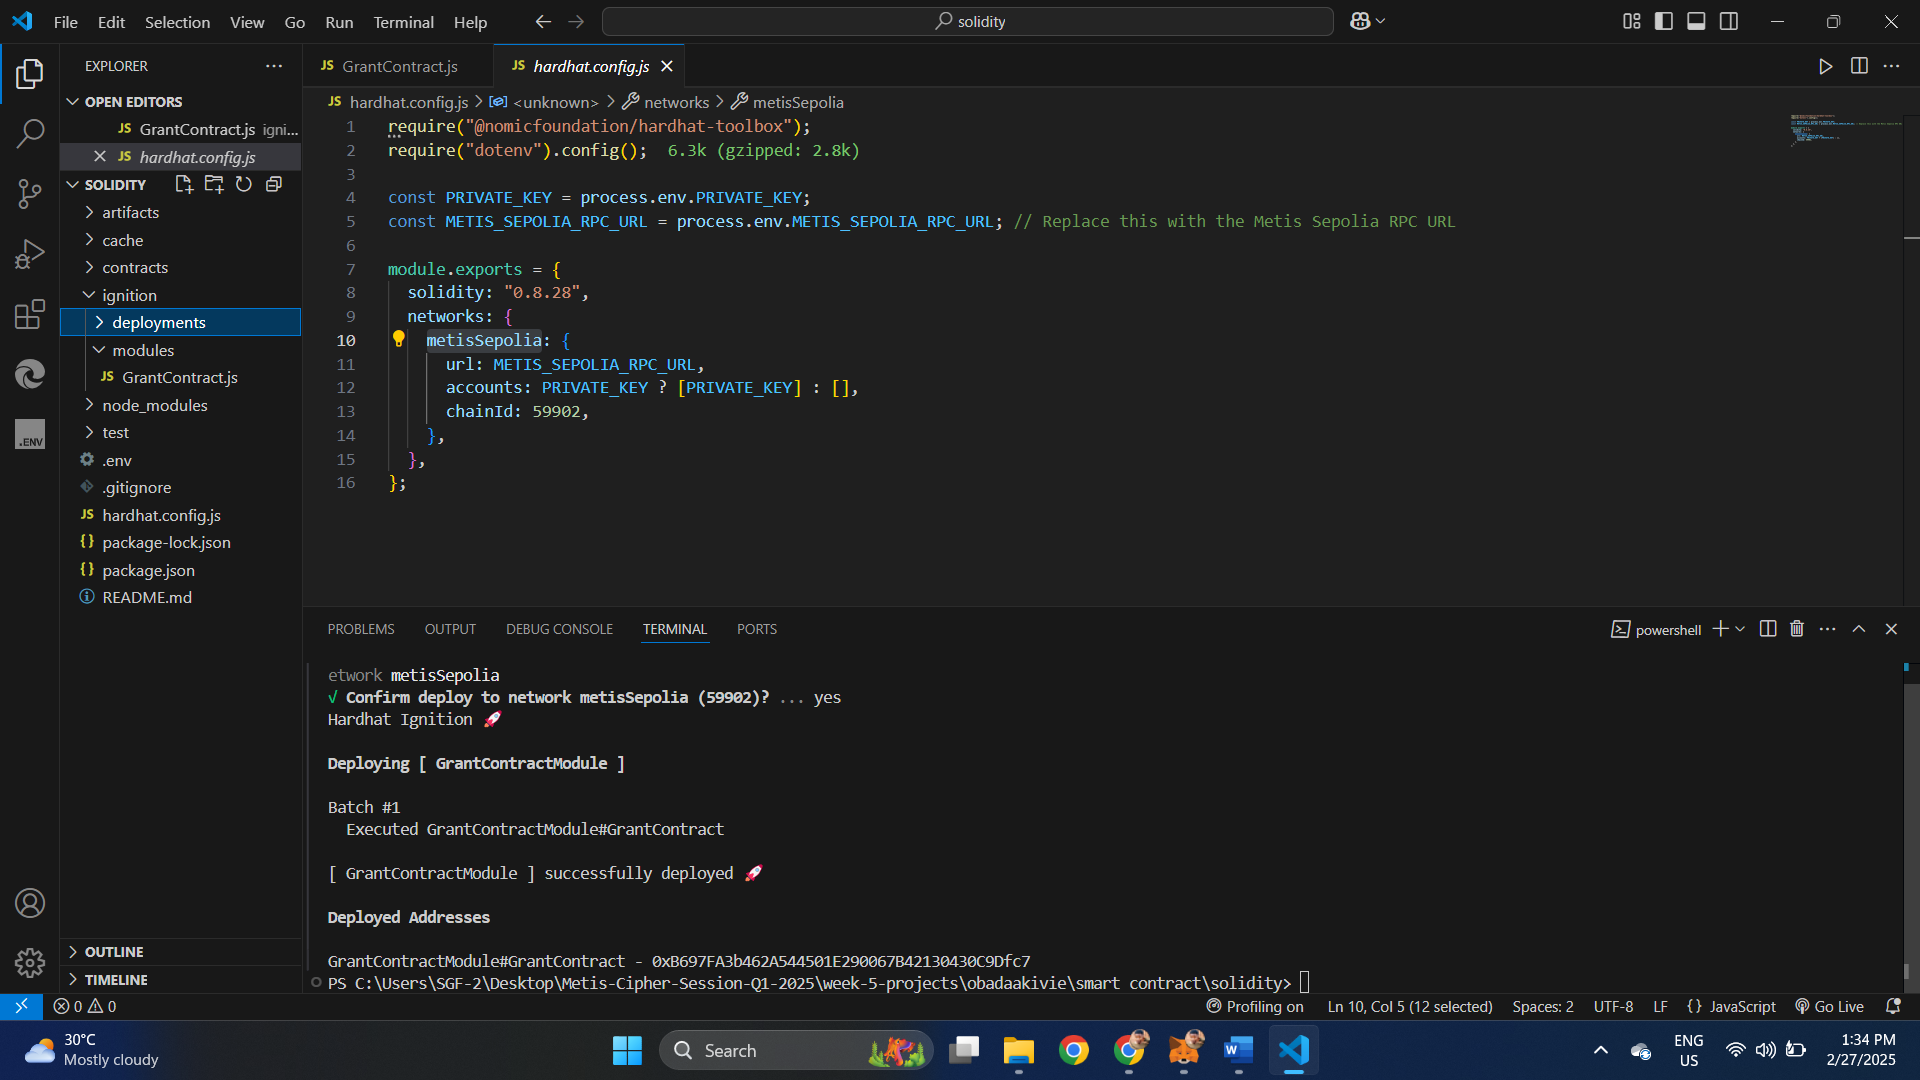 File Edit Selection View Go Run Terminal Help
solidity
EXPLORER
OPEN EDITORS
JS GrantContract.js igni...
JS hardhat.config.js
SOLIDITY
artifacts
cache
contracts
ignition
deployments
modules
JS GrantContract.js
node_modules
test
.env
.gitignore
JS hardhat.config.js
{} package-lock.json
{} package.json
README.md
OUTLINE
TIMELINE
.ENV
JS GrantContract.js
JS hardhat.config.js
JS hardhat.config.js > <unknown> > networks > metisSepolia
1 require("@nomicfoundation/hardhat-toolbox");
2 require("dotenv").config(); 6.3k (gzipped: 2.8k)
3
4 const PRIVATE_KEY = process.env.PRIVATE_KEY;
5 const METIS_SEPOLIA_RPC_URL = process.env.METIS_SEPOLIA_RPC_URL; // Replace this with the Metis Sepolia RPC URL
6
7 module.exports = {
8 solidity: "0.8.28",
9 networks: {
10 metisSepolia: {
11 url: METIS_SEPOLIA_RPC_URL,
12 accounts: PRIVATE_KEY ? [PRIVATE_KEY] : [],
13 chainId: 59902,
14 },
15 },
16 };
PROBLEMS OUTPUT DEBUG CONSOLE TERMINAL PORTS
powershell
etwork metisSepolia
√ Confirm deploy to network metisSepolia (59902)? ... yes
Hardhat Ignition 🚀
Deploying [ GrantContractModule ]
Batch #1
Executed GrantContractModule#GrantContract
[ GrantContractModule ] successfully deployed 🚀
Deployed Addresses
GrantContractModule#GrantContract - 0xB697FA3b462A544501E290067B42130430C9Dfc7
PS C:\Users\SGF-2\Desktop\Metis-Cipher-Session-Q1-2025\week-5-projects\obadaakivie\smart contract\solidity>
0 0
Profiling on Ln 10, Col 5 (12 selected) Spaces: 2 UTF-8 LF {} JavaScript Go Live
30°C
Mostly cloudy
Search
ENG
US
1:34 PM
2/27/2025